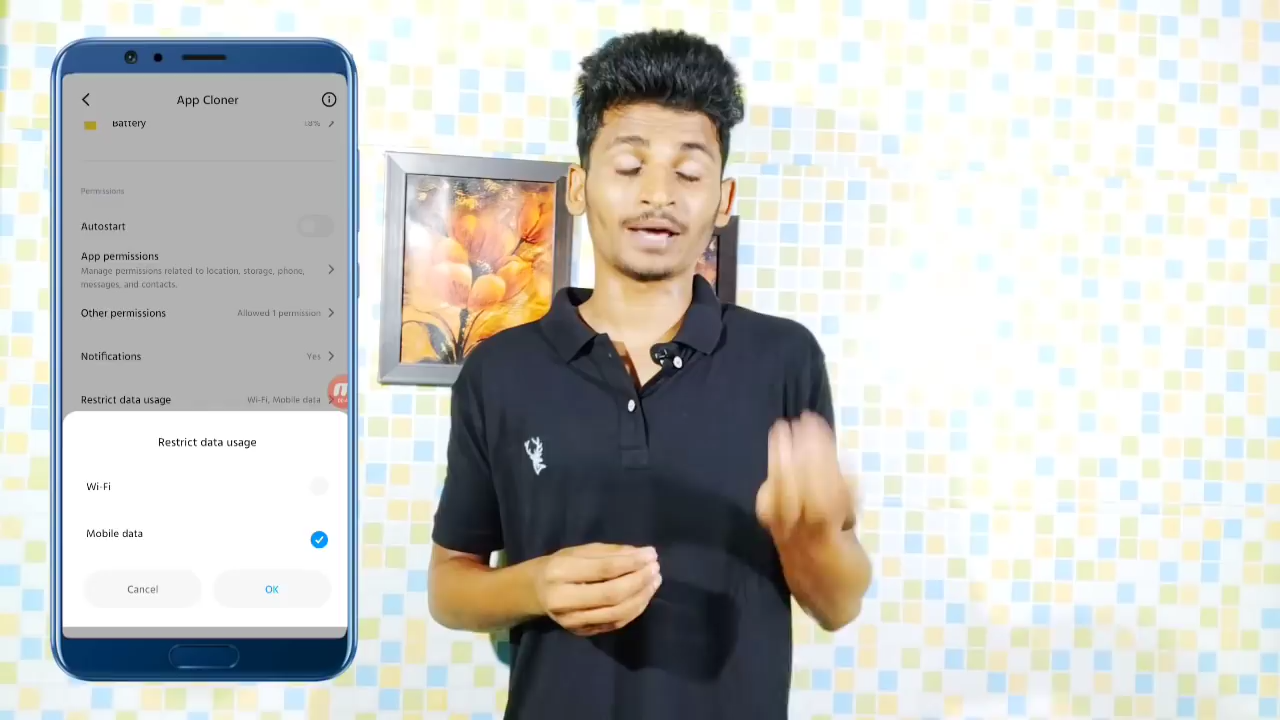 App Cloner
Battery
Permissions
Autostart
App permissions
Manage permissions related to location, storage, phone,
messages, and contacts.
Other permissions Allowed 1 permission
Notifications Yes
Restrict data usage Wi-Fi, Mobile data
Restrict data usage
Wi-Fi
Mobile data
Cancel OK